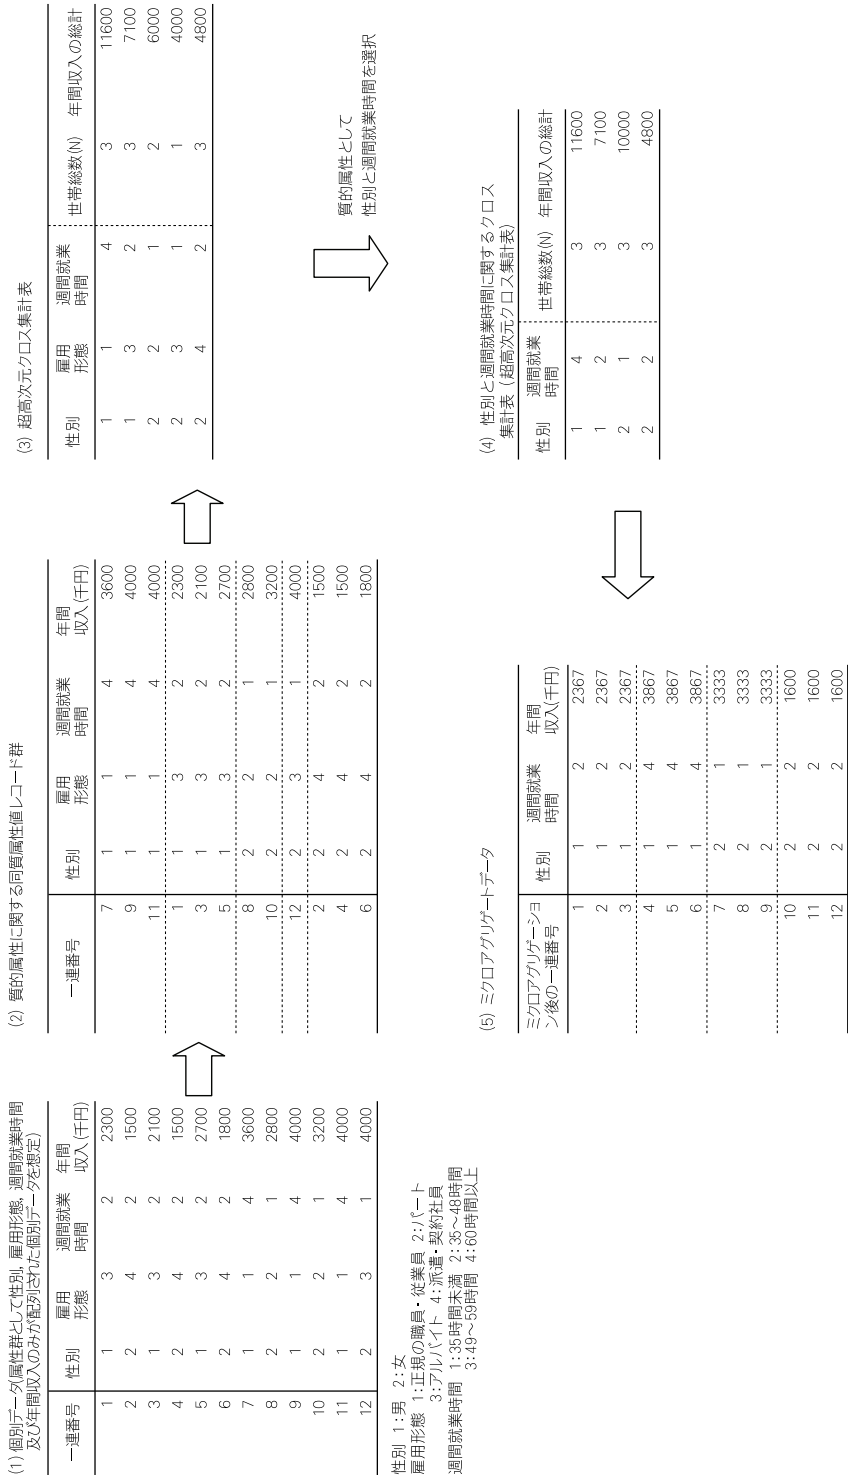 (1) 個別データ(属性群として性別, 雇用形態, 週間就業時間
及び年間収入のみが配列された個別データを想定)
一連番号 性別 雇用形態 週間就業時間 年間収入(千円)
1 1 3 2 2300
2 2 4 2 1500
3 1 3 2 2100
4 2 4 2 1500
5 1 3 2 2700
6 2 4 2 1800
7 1 1 4 3600
8 2 2 1 2800
9 1 1 4 4000
10 2 2 1 3200
11 1 1 4 4000
12 2 3 1 4000
性別 1:男 2:女
雇用形態 1:正規の職員・従業員 2:パート
3:アルバイト 4:派遣・契約社員
週間就業時間 1:35時間未満 2:35～48時間
3:49～59時間 4:60時間以上
(2) 質的属性に関する同質属性値レコード群
一連番号 性別 雇用形態 週間就業時間 年間収入(千円)
7 1 1 4 3600
9 1 1 4 4000
11 1 1 4 4000
1 1 3 2 2300
3 1 3 2 2100
5 1 3 2 2700
8 2 2 1 2800
10 2 2 1 3200
12 2 3 1 4000
2 2 4 2 1500
4 2 4 2 1500
6 2 4 2 1800
(3) 超高次元クロス集計表
性別 雇用形態 週間就業時間 世帯総数(N) 年間収入の総計
1 1 4 3 11600
1 3 2 3 7100
2 2 1 2 6000
2 3 1 1 4000
2 4 2 3 4800
質的属性として
性別と週間就業時間を選択
(4) 性別と週間就業時間に関するクロス
集計表（超高次元クロス集計表）
性別 週間就業時間 世帯総数(N) 年間収入の総計
1 4 3 11600
1 2 3 7100
2 1 3 10000
2 2 3 4800
(5) ミクロアグリゲートデータ
ミクロアグリゲーション後の一連番号 性別 週間就業時間 年間収入(千円)
1 1 2 2367
2 1 2 2367
3 1 2 2367
4 1 4 3867
5 1 4 3867
6 1 4 3867
7 2 1 3333
8 2 1 3333
9 2 1 3333
10 2 2 1600
11 2 2 1600
12 2 2 1600